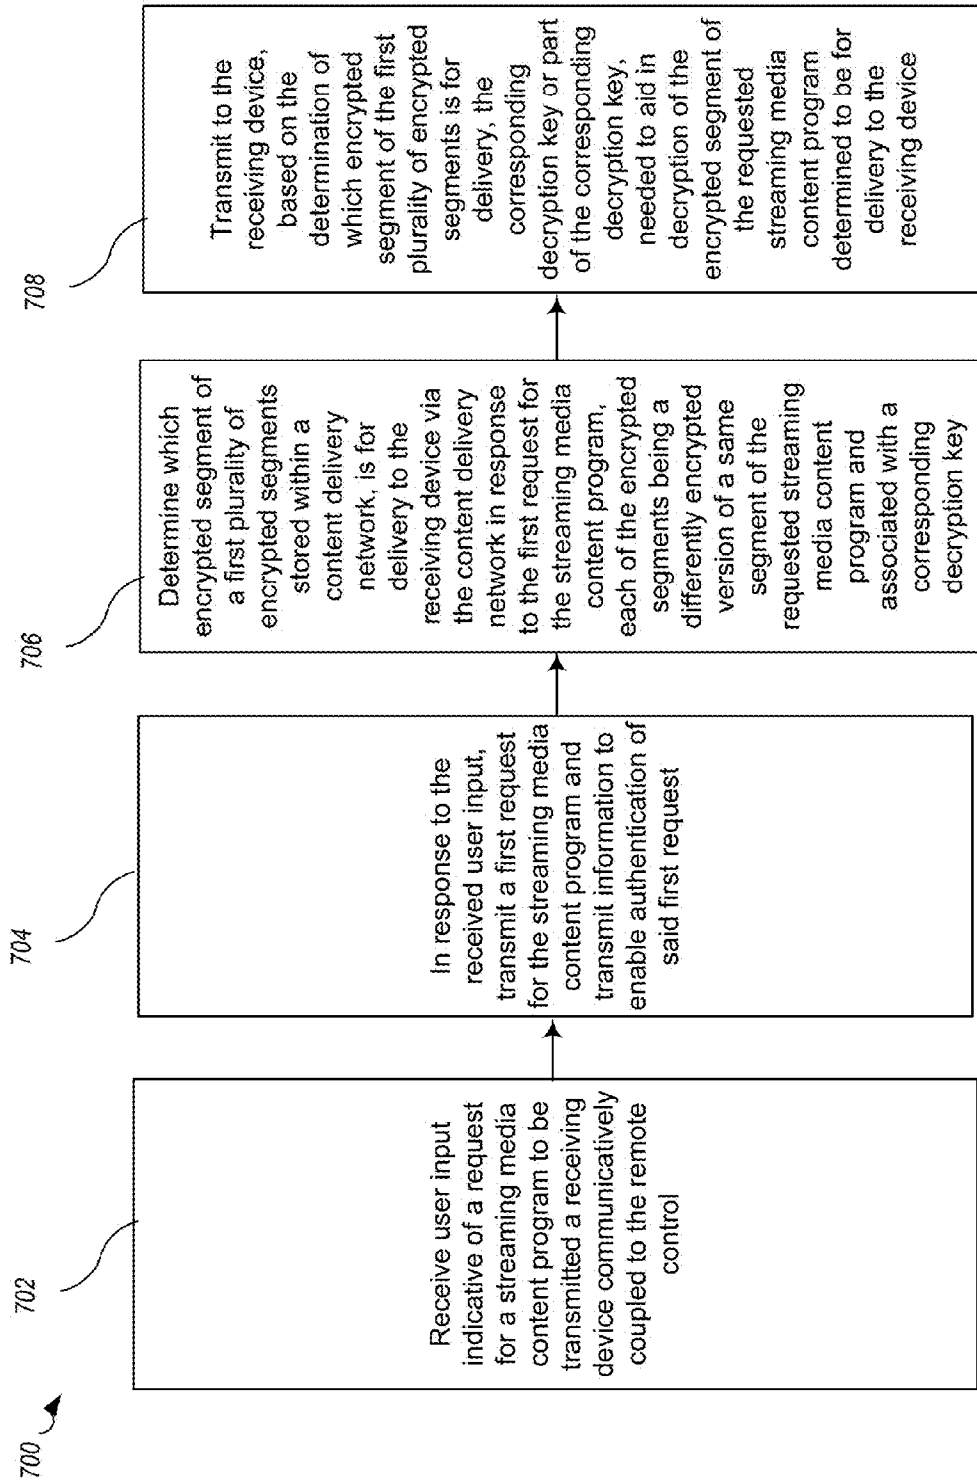 700
702
Receive user input
indicative of a request
for a streaming media
content program to be
transmitted a receiving
device communicatively
coupled to the remote
control
704
In response to the
received user input,
transmit a first request
for the streaming media
content program and
transmit information to
enable authentication of
said first request
706
Determine which
encrypted segment of
a first plurality of
encrypted segments
stored within a
content delivery
network, is for
delivery to the
receiving device via
the content delivery
network in response
to the first request for
the streaming media
content program,
each of the encrypted
segments being a
differently encrypted
version of a same
segment of the
requested streaming
media content
program and
associated with a
corresponding
decryption key
708
Transmit to the
receiving device,
based on the
determination of
which encrypted
segment of the first
plurality of encrypted
segments is for
delivery, the
corresponding
decryption key or part
of the corresponding
decryption key,
needed to aid in
decryption of the
encrypted segment of
the requested
streaming media
content program
determined to be for
delivery to the
receiving device